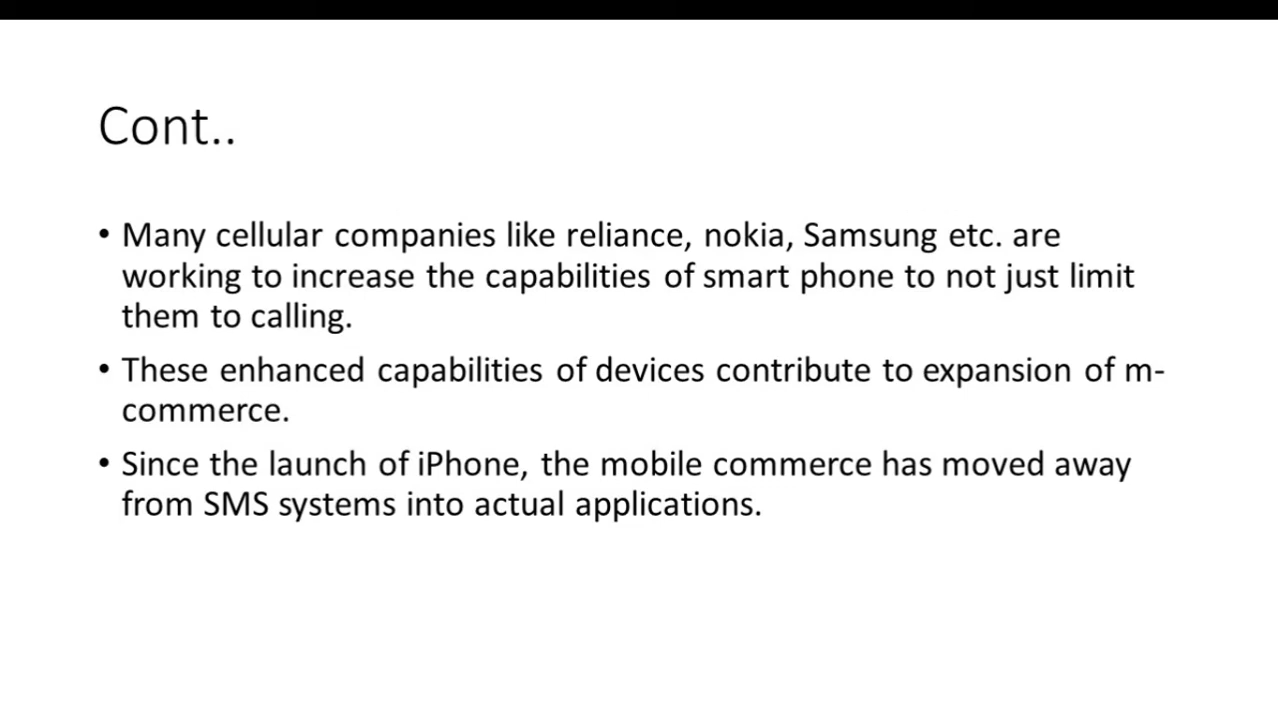 Cont..
• Many cellular companies like reliance, nokia, Samsung etc. are
working to increase the capabilities of smart phone to not just limit
them to calling.
• These enhanced capabilities of devices contribute to expansion of m-
commerce.
• Since the launch of iPhone, the mobile commerce has moved away
from SMS systems into actual applications.